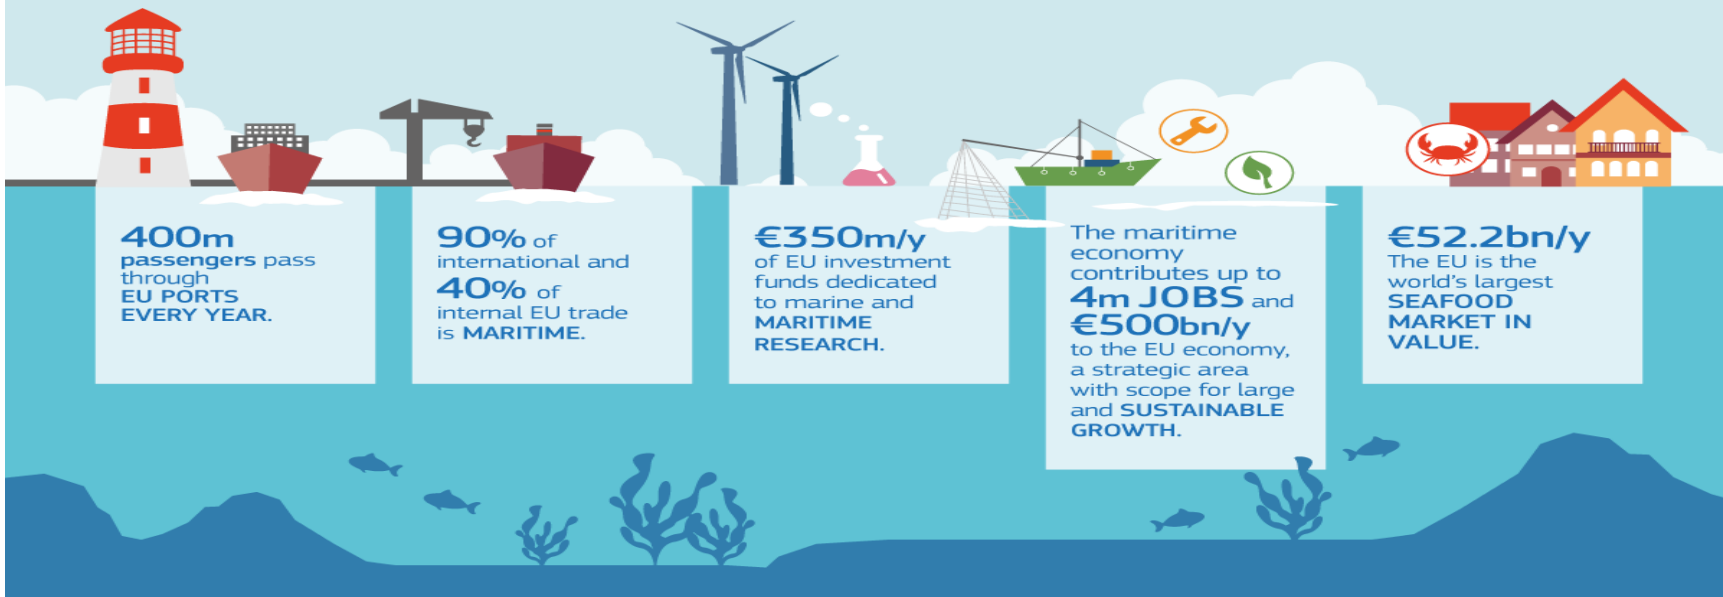 400m
passengers pass
through
EU PORTS
EVERY YEAR.
90% of
international and
40% of
internal EU trade
is MARITIME.
€350m/y
of EU investment
funds dedicated
to marine and
MARITIME
RESEARCH.
The maritime
economy
contributes up to
4m JOBS and
€500bn/y
to the EU economy,
a strategic area
with scope for large
and SUSTAINABLE
GROWTH.
€52.2bn/y
The EU is the
world's largest
SEAFOOD
MARKET IN
VALUE.